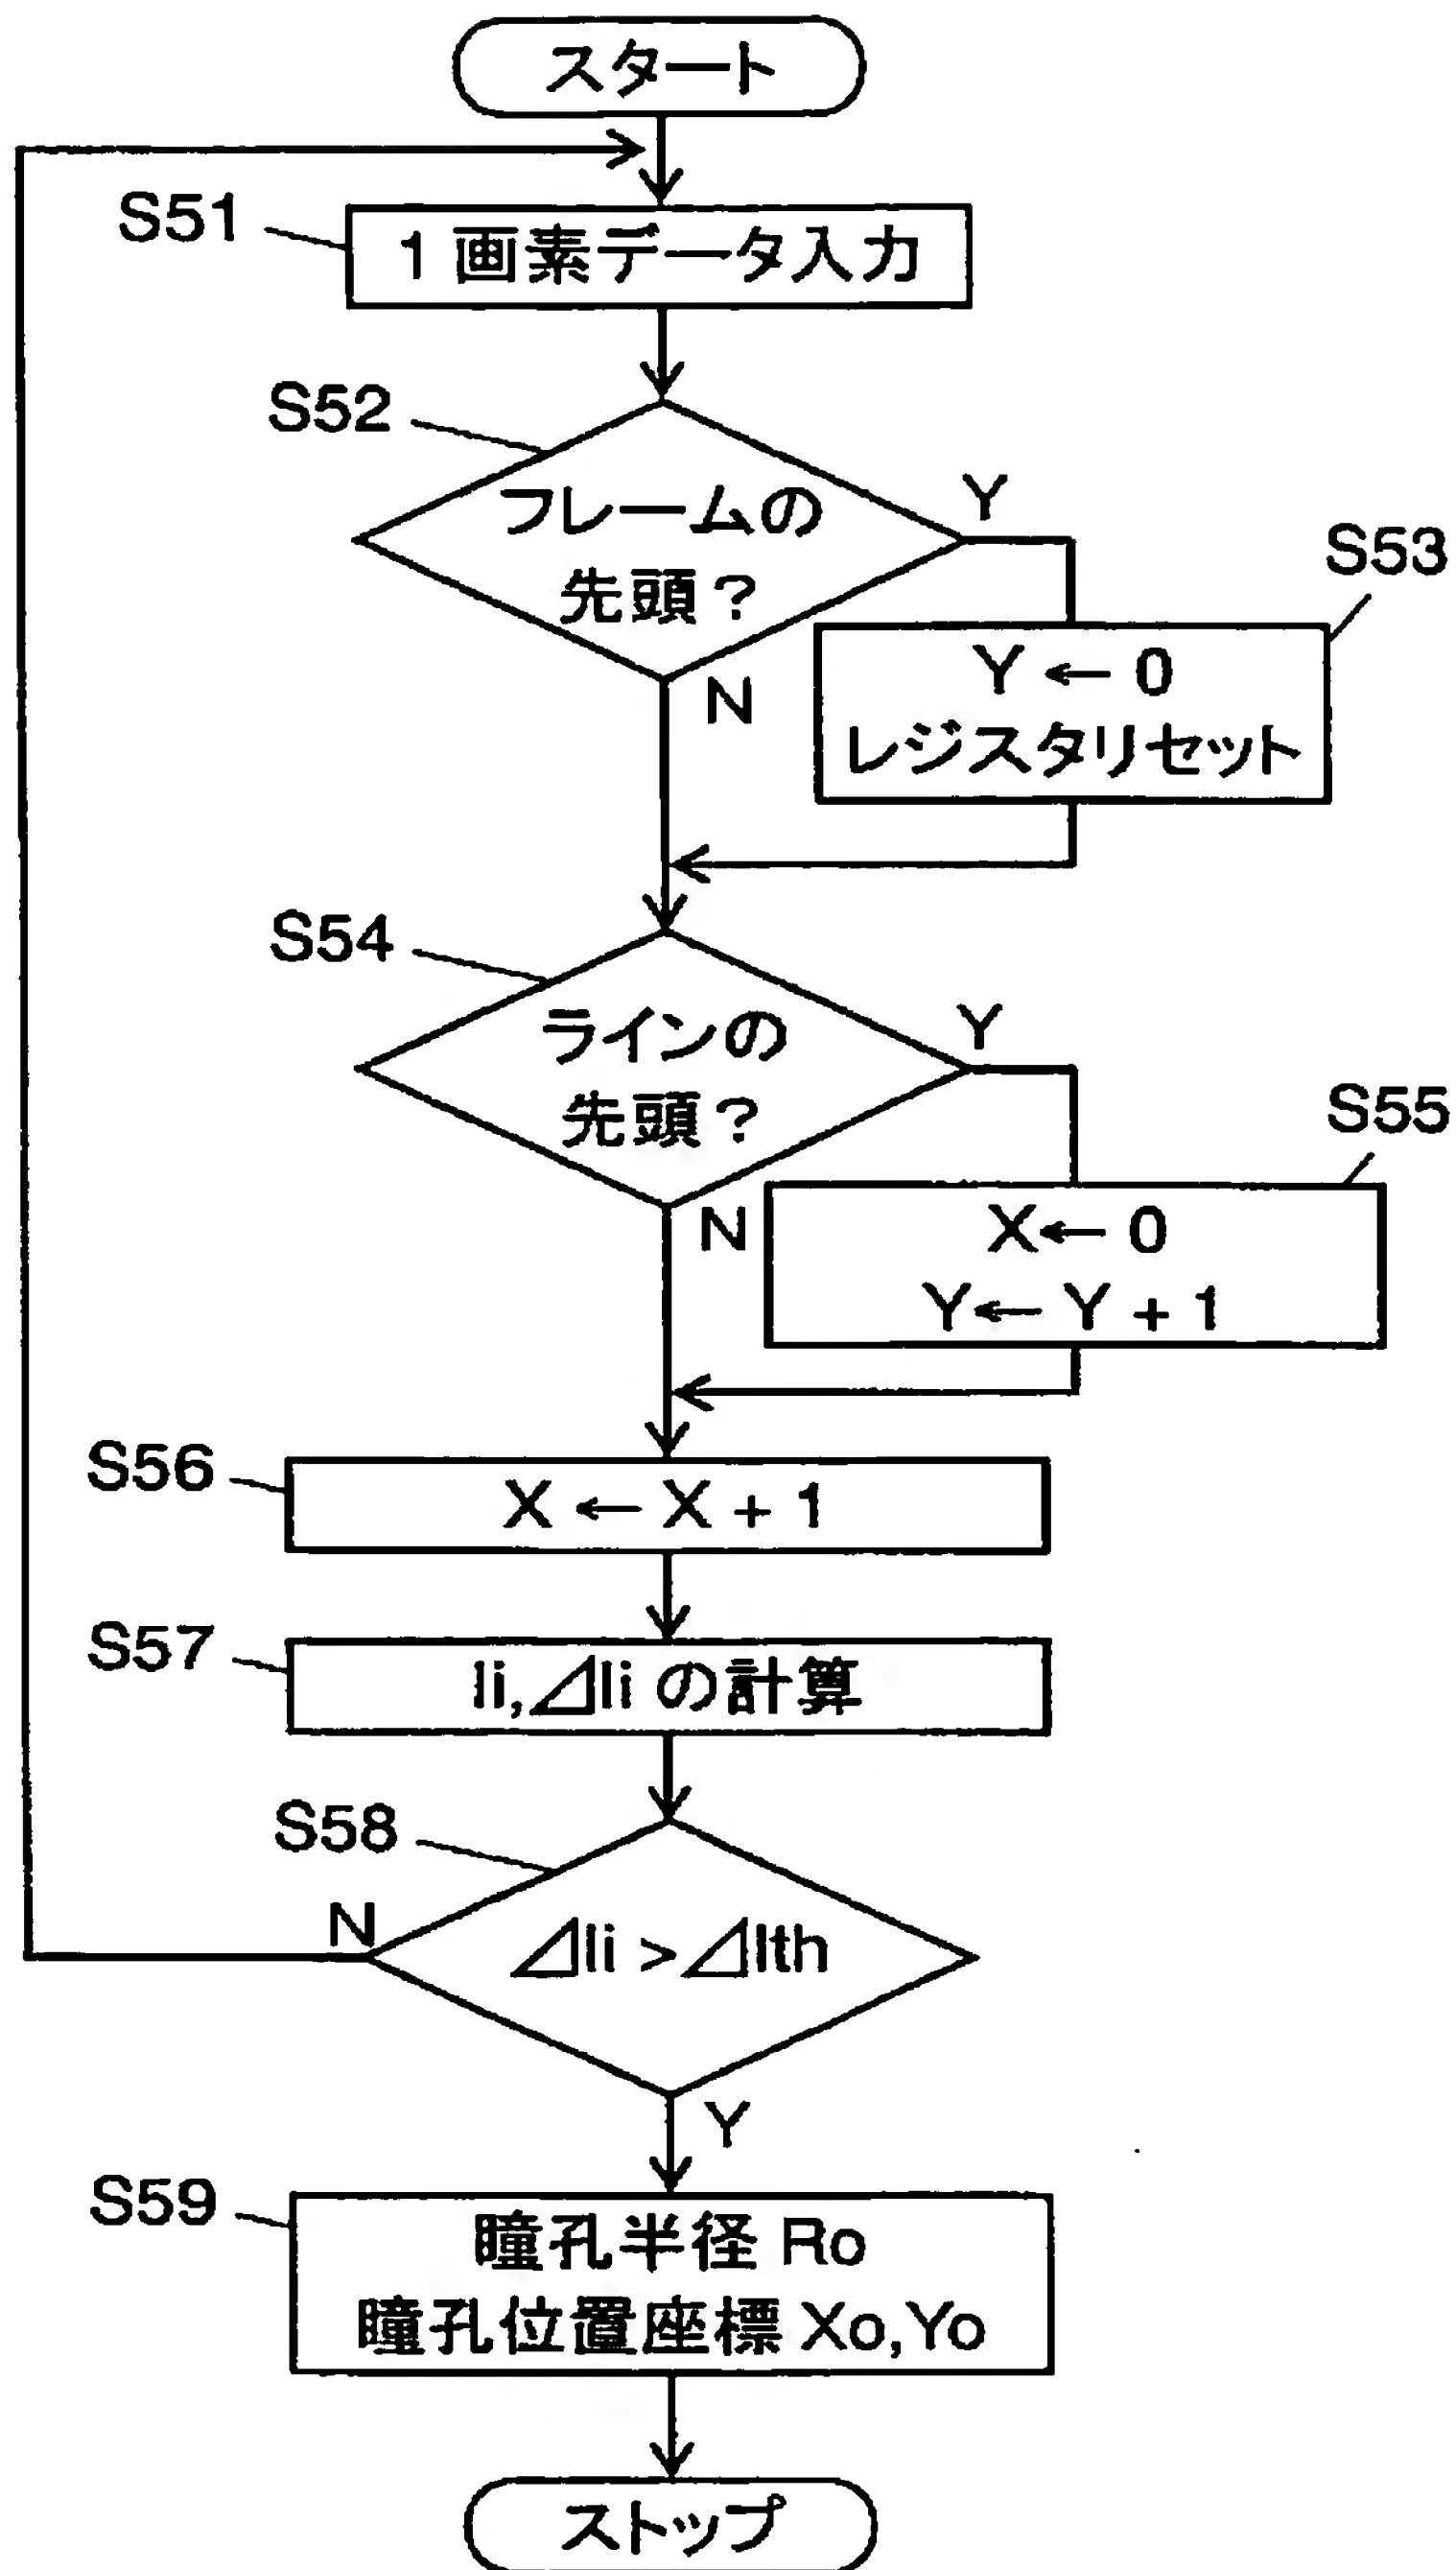 スタート
S51
1 画素データ入力
S52
フレームの
先頭?
Y
N
S53
Y ← 0
レジスタリセット
S54
ラインの
先頭?
Y
N
S55
X ← 0
Y ← Y + 1
S56
X ← X + 1
S57
Ii,⊿Ii の計算
S58
⊿Ii > ⊿Ith
N
Y
S59
瞳孔半径 Ro
瞳孔位置座標 Xo,Yo
ストップ